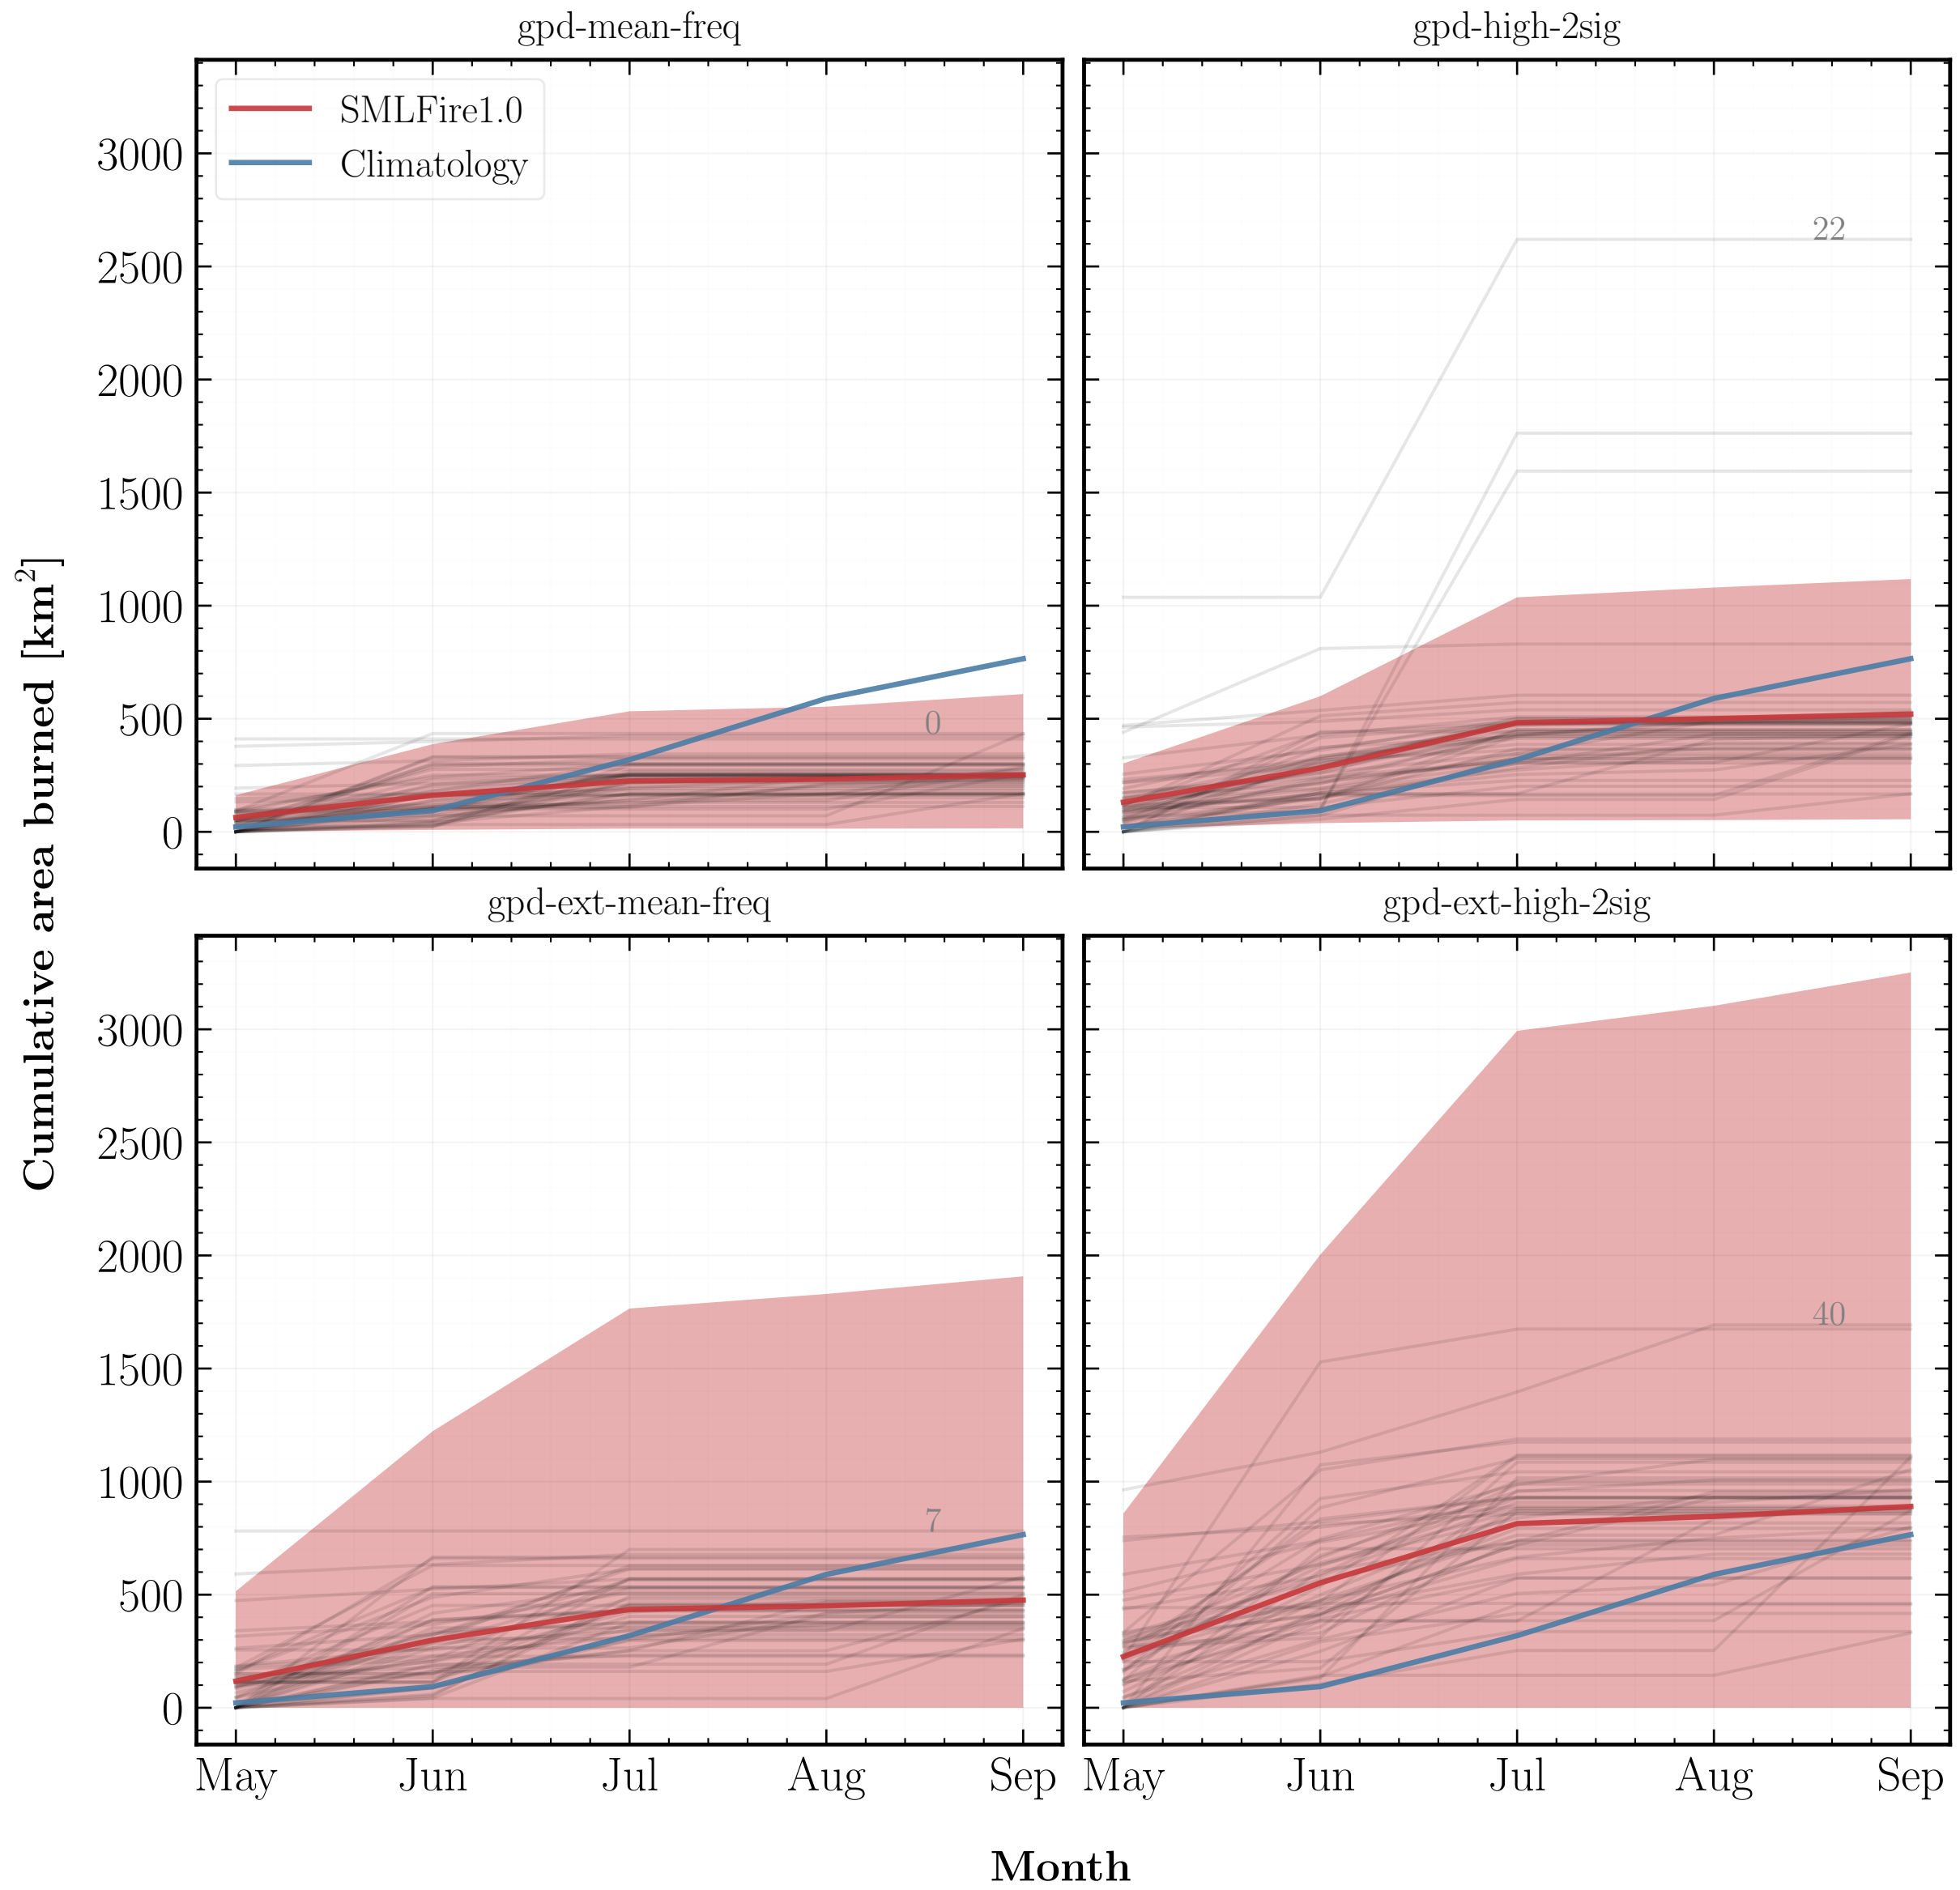 gpd-mean-freq
gpd-high-2sig
SMLFire1.0
Climatology
3000
2500
2000
1500
1000
500
0
0
22
Cumulative area burned [km²]
gpd-ext-mean-freq
gpd-ext-high-2sig
3000
2500
2000
1500
1000
500
0
7
40
May Jun Jul Aug Sep
May Jun Jul Aug Sep
Month